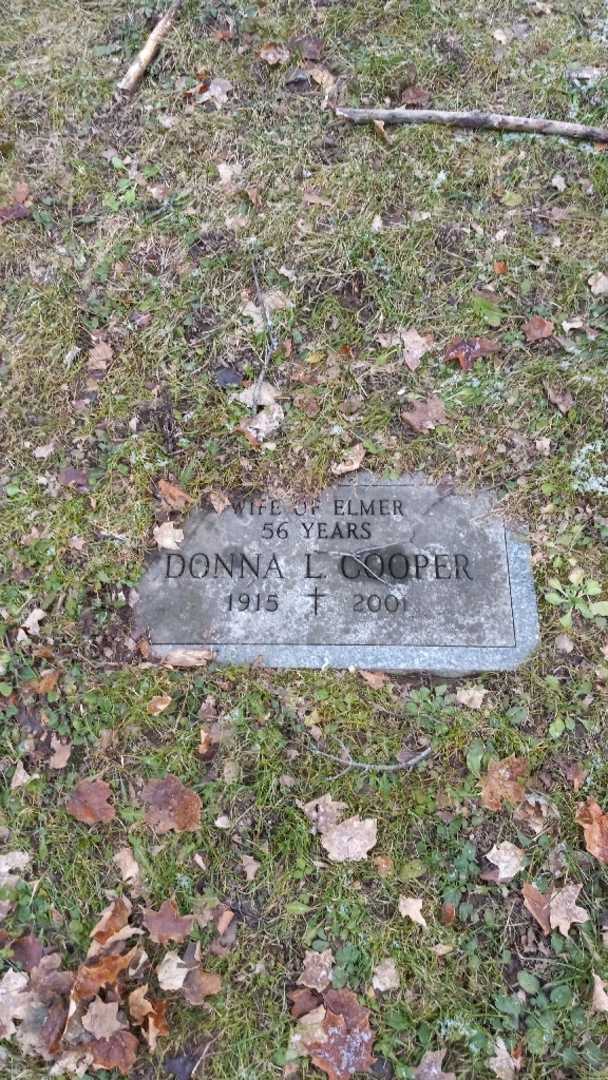 WIFE OF ELMER
56 YEARS
DONNA L. COOPER
1915 ✝ 2001